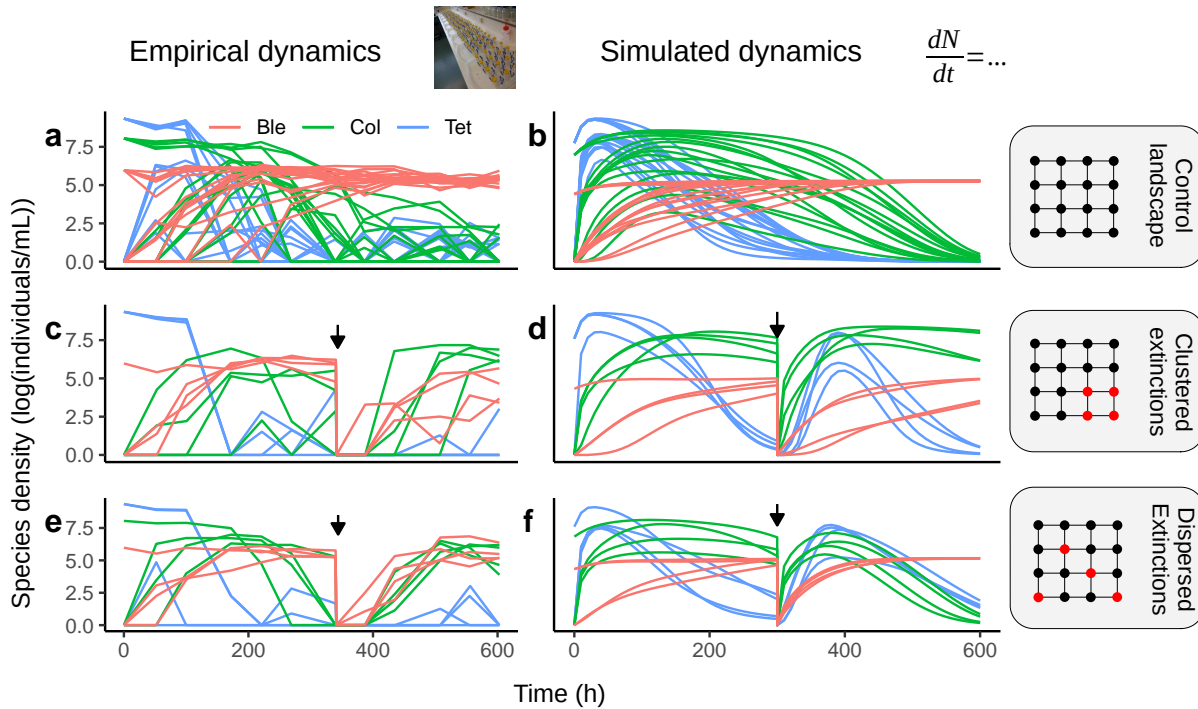 Empirical dynamics
Simulated dynamics
dN
dt
=...
Species density (log(individuals/mL))
a
Ble
Col
Tet
7.5
5.0
2.5
0.0
b
Control
landscape
c
7.5
5.0
2.5
0.0
d
Clustered
extinctions
e
7.5
5.0
2.5
0.0
f
Dispersed
Extinctions
0
200
400
600
0
200
400
600
Time (h)